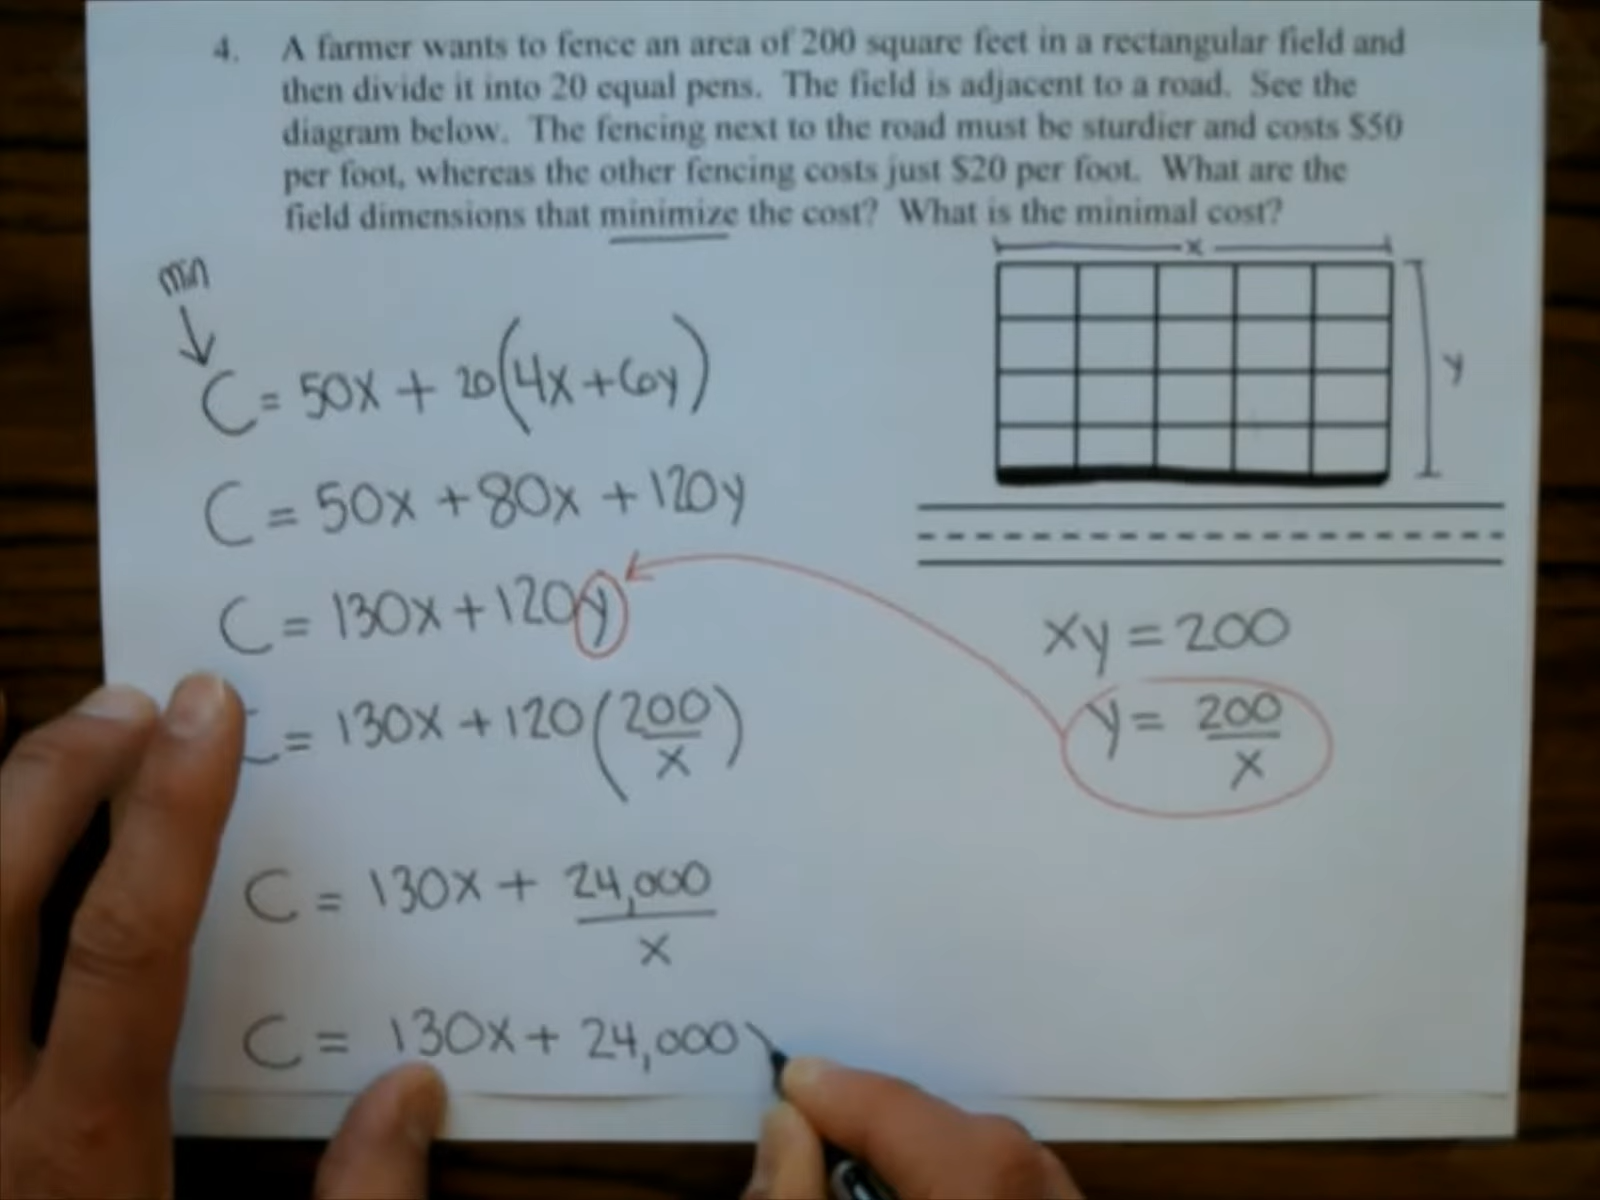 4. A farmer wants to fence an area of 200 square feet in a rectangular field and
then divide it into 20 equal pens. The field is adjacent to a road. See the
diagram below. The fencing next to the road must be sturdier and costs $50
per foot, whereas the other fencing costs just $20 per foot. What are the
field dimensions that minimize the cost? What is the minimal cost?
x
y
min
C = 50x + 20(4x+6y)
C = 50x + 80x + 120y
C = 130x + 120y
C = 130x + 120(200/x)
C = 130x + 24,000/x
C = 130x + 24,000
xy = 200
y = 200/x